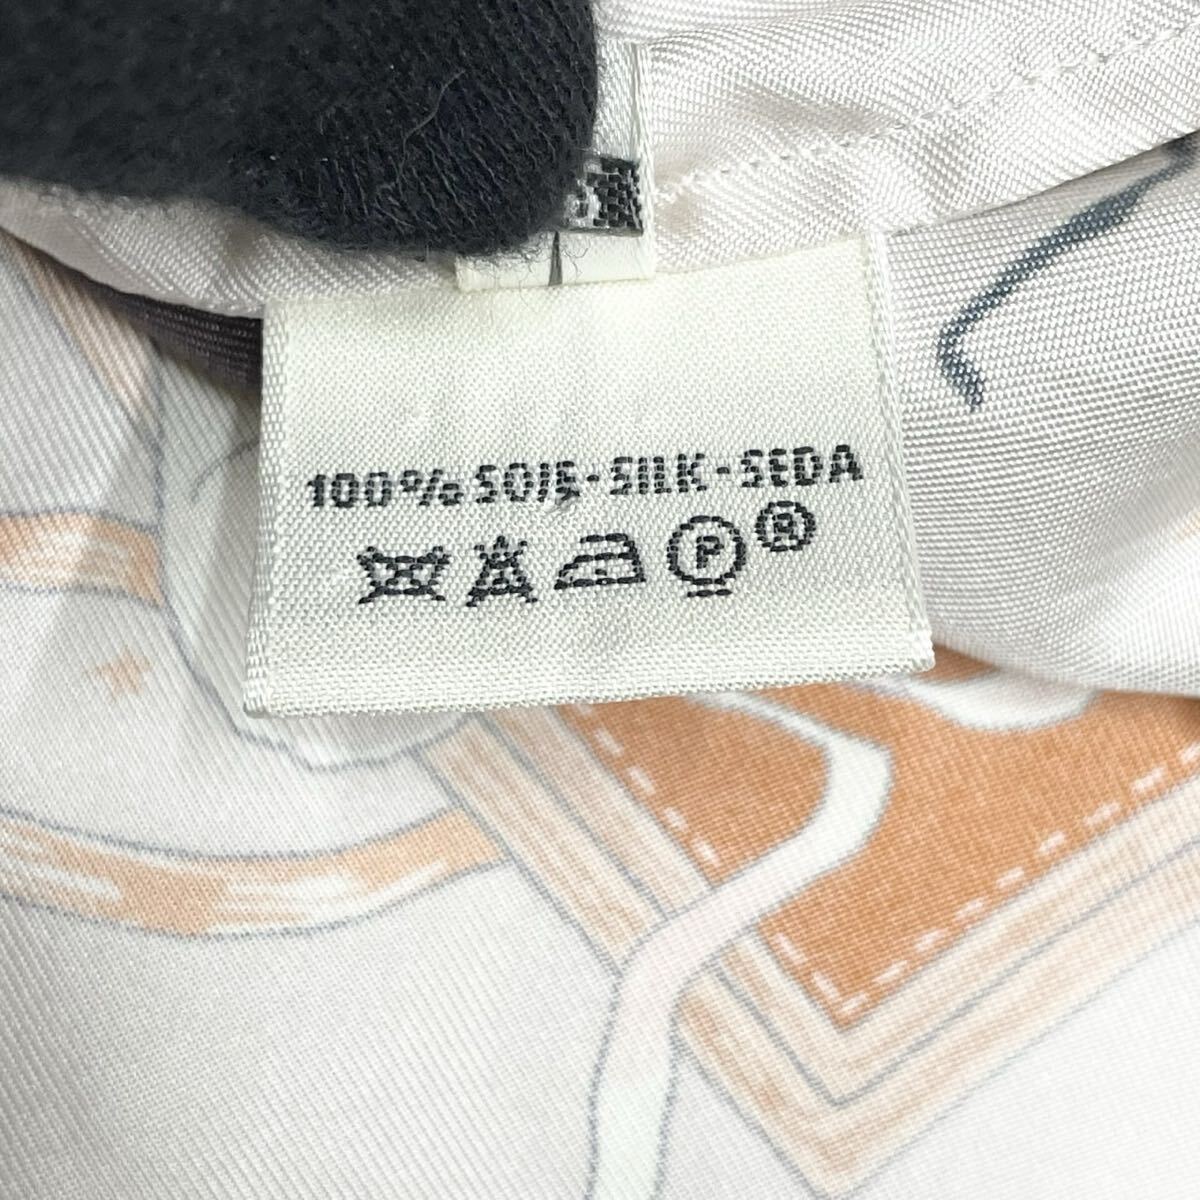 100% SOIE - SILK - SEDA
P ®